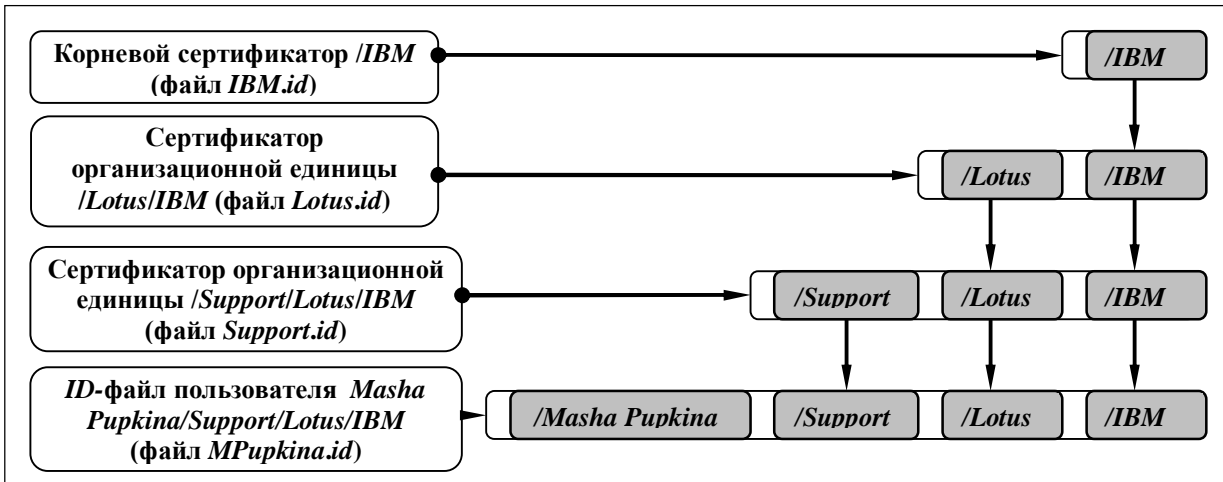 Корневой сертификатор /IBM
(файл IBM.id)
/IBM
Сертификатор
организационной единицы
/Lotus/IBM (файл Lotus.id)
/Lotus
/IBM
Сертификатор организационной
единицы /Support/Lotus/IBM
(файл Support.id)
/Support
/Lotus
/IBM
ID-файл пользователя Masha
Pupkina/Support/Lotus/IBM
(файл MPupkina.id)
/Masha Pupkina
/Support
/Lotus
/IBM